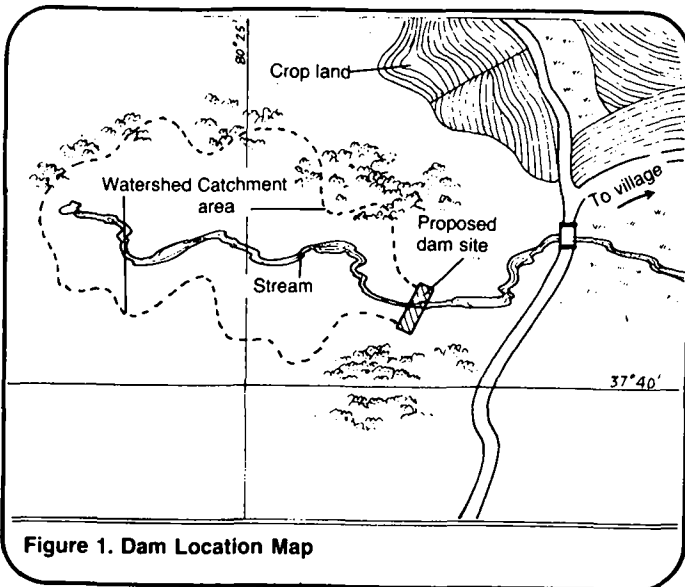 80°25'
Crop land
Watershed Catchment
area
To village
Proposed
dam site
Stream
37°40'
Figure 1. Dam Location Map